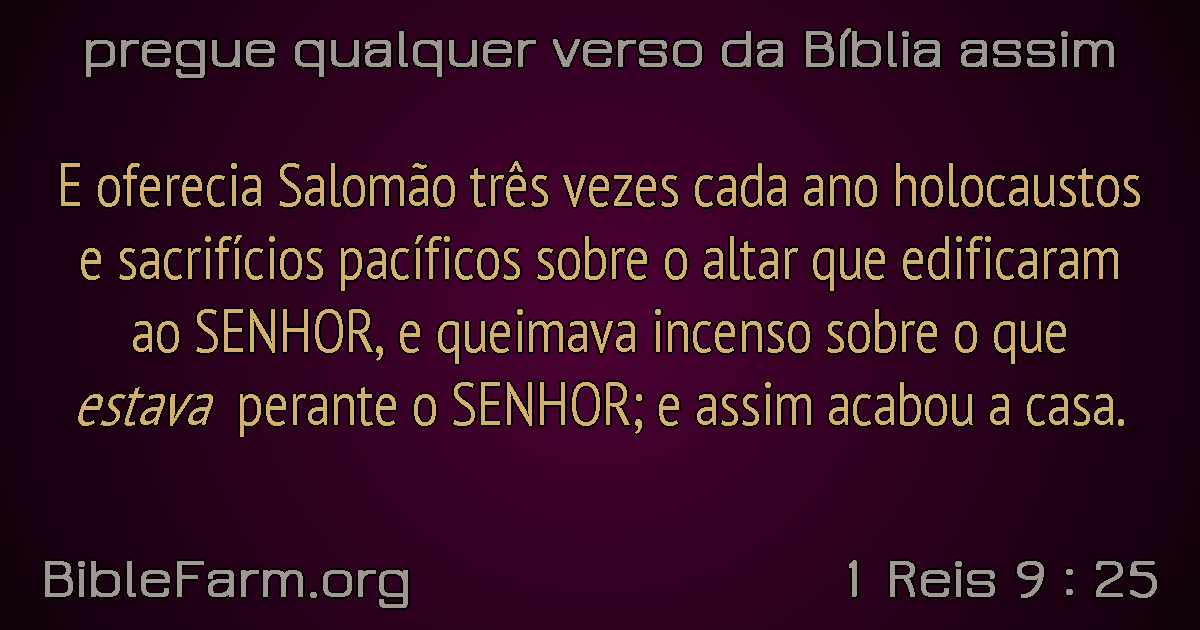 pregue qualquer verso da Bíblia assim
E oferecia Salomão três vezes cada ano holocaustos
e sacrifícios pacíficos sobre o altar que edificaram
ao SENHOR, e queimava incenso sobre o que
estava perante o SENHOR; e assim acabou a casa.
BibleFarm.org
1 Reis 9 : 25